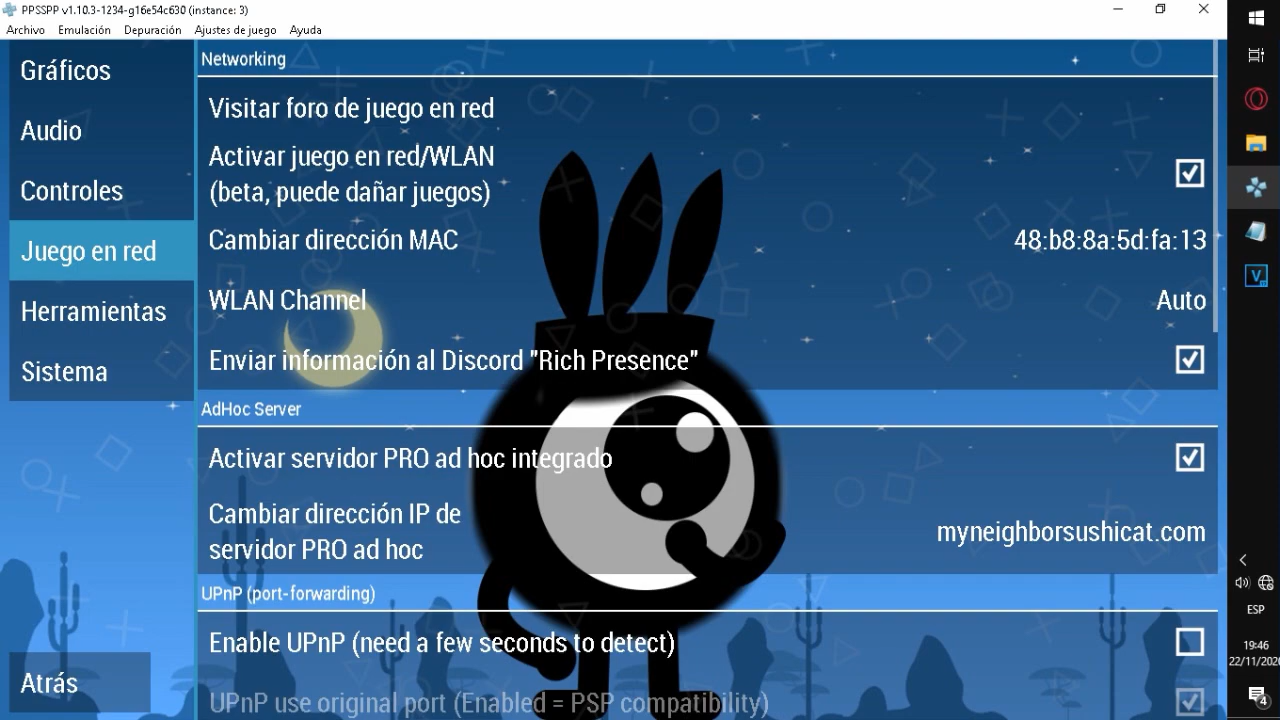 PPSSPP v1.10.3-1234-g16e54c630 (instance: 3)
Archivo Emulación Depuración Ajustes de juego Ayuda
Gráficos
Audio
Controles
Juego en red
Herramientas
Sistema
Atrás
Networking
Visitar foro de juego en red
Activar juego en red/WLAN
(beta, puede dañar juegos)
Cambiar dirección MAC 48:b8:8a:5d:fa:13
WLAN Channel Auto
Enviar información al Discord "Rich Presence"
AdHoc Server
Activar servidor PRO ad hoc integrado
Cambiar dirección IP de
servidor PRO ad hoc myneighborsushicat.com
UPnP (port-forwarding)
Enable UPnP (need a few seconds to detect)
UPnP use original port (Enabled = PSP compatibility)
ESP
19:46
22/11/2020
4